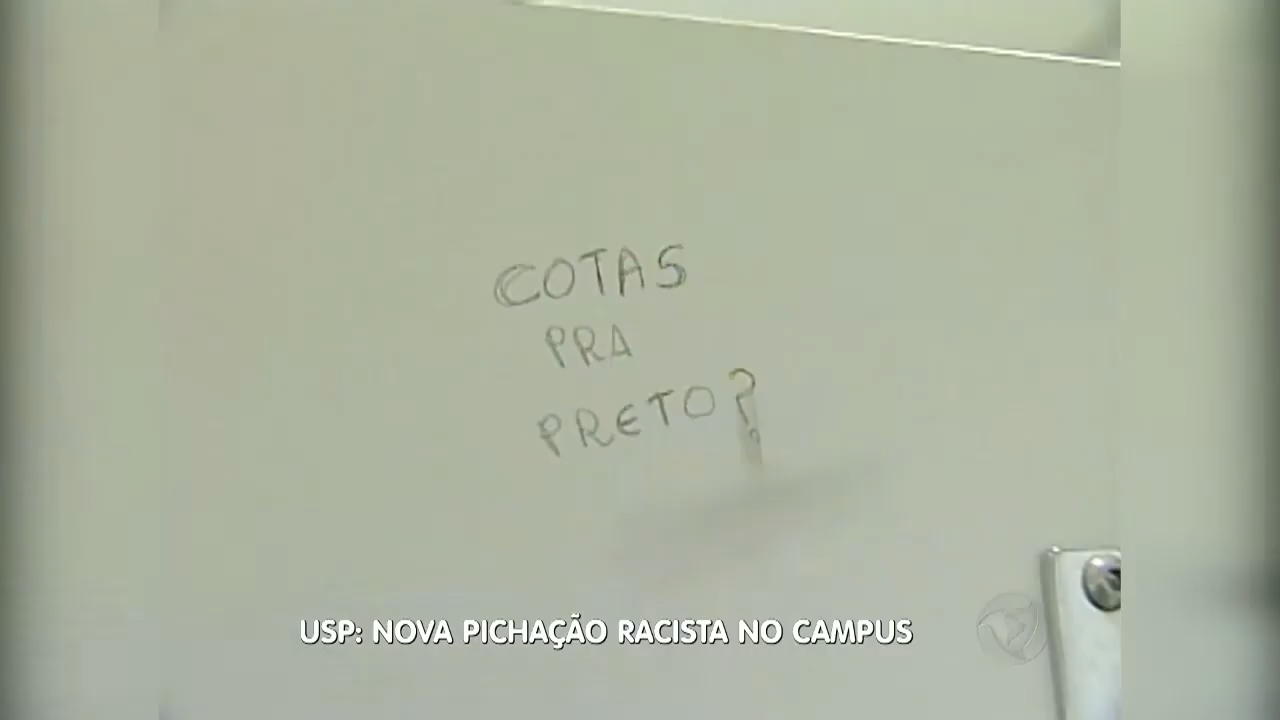 COTAS
PRA
PRETO?
USP: NOVA PICHAÇÃO RACISTA NO CAMPUS